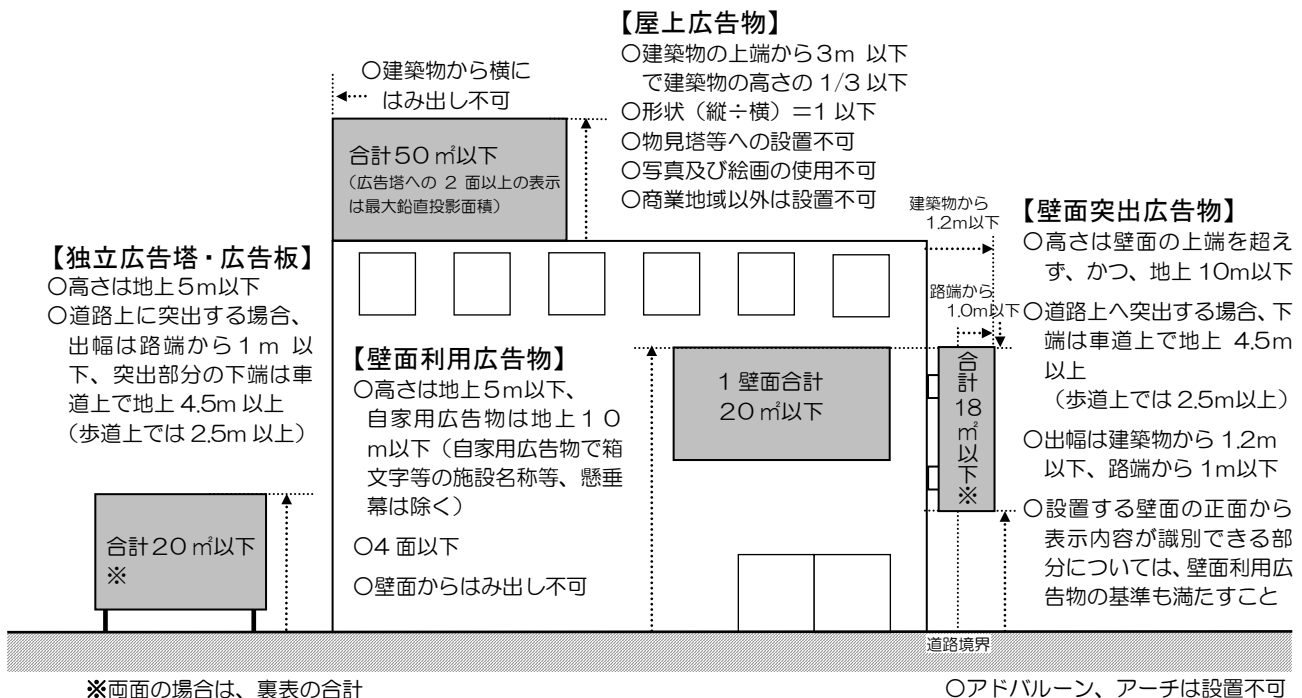 【屋上広告物】
○建築物の上端から3m 以下
で建築物の高さの 1/3 以下
○形状（縦÷横）＝1 以下
○物見塔等への設置不可
○写真及び絵画の使用不可
○商業地域以外は設置不可
○建築物から横に
はみ出し不可
合計50㎡以下
（広告塔への 2 面以上の表示
は最大鉛直投影面積）
【独立広告塔・広告板】
○高さは地上5m以下
○道路上に突出する場合、
出幅は路端から1m 以
下、突出部分の下端は車
道上で地上 4.5m 以上
（歩道上では 2.5m 以上）
合計20㎡以下
※
【壁面利用広告物】
○高さは地上5m以下、
自家用広告物は地上10
m以下（自家用広告物で箱
文字等の施設名称等、懸垂
幕は除く）
○4 面以下
○壁面からはみ出し不可
1 壁面合計
20㎡以下
建築物から
1.2m以下
路端から
1.0m以下
合計18㎡以下※
【壁面突出広告物】
○高さは壁面の上端を超え
ず、かつ、地上 10m以下
○道路上へ突出する場合、下
端は車道上で地上 4.5m
以上
（歩道上では 2.5m以上）
○出幅は建築物から 1.2m
以下、路端から 1m以下
○設置する壁面の正面から
表示内容が識別できる部
分については、壁面利用広
告物の基準も満たすこと
道路境界
※両面の場合は、裏表の合計
○アドバルーン、アーチは設置不可